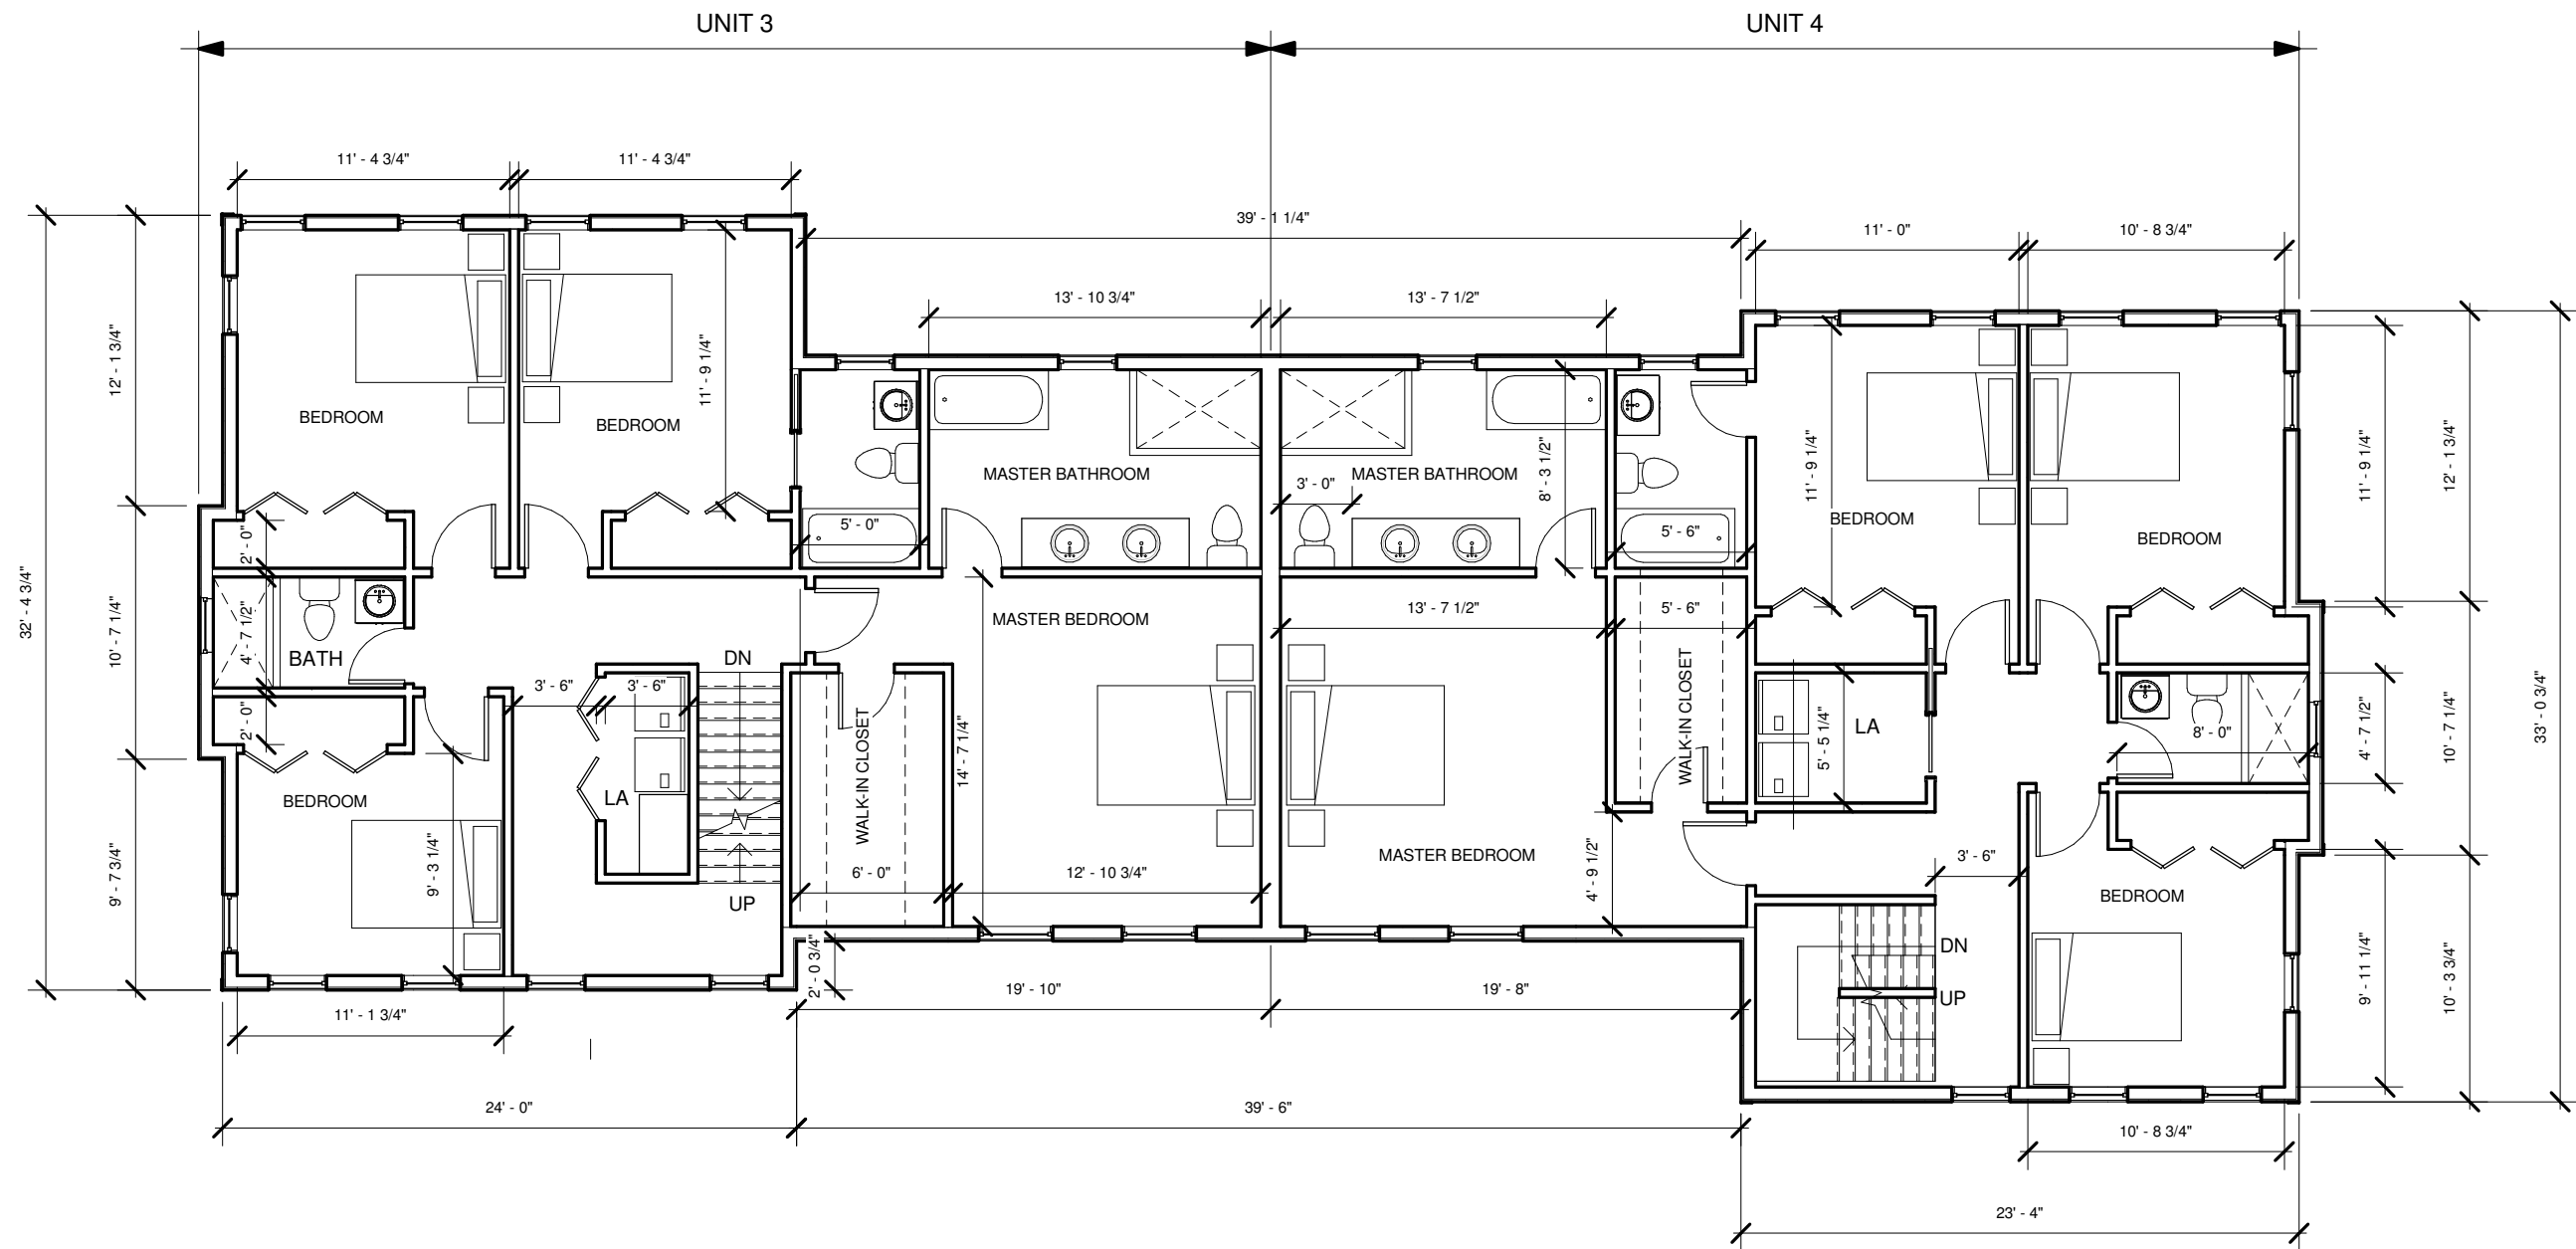 UNIT 3
UNIT 4
11' - 4 3/4"
11' - 4 3/4"
39' - 1 1/4"
11' - 0"
10' - 8 3/4"
13' - 10 3/4"
13' - 7 1/2"
12' - 1 3/4"
11' - 9 1/4"
BEDROOM
BEDROOM
MASTER BATHROOM
MASTER BATHROOM
8' - 3 1/2"
3' - 0"
11' - 9 1/4"
11' - 9 1/4"
12' - 1 3/4"
BEDROOM
BEDROOM
5' - 0"
5' - 6"
2' - 0"
32' - 4 3/4"
10' - 7 1/4"
4' - 7 1/2"
BATH
DN
MASTER BEDROOM
13' - 7 1/2"
5' - 6"
3' - 6"
3' - 6"
2' - 0"
WALK-IN CLOSET
14' - 7 1/4"
WALK-IN CLOSET
5' - 5 1/4"
LA
8' - 0"
4' - 7 1/2"
10' - 7 1/4"
33' - 0 3/4"
BEDROOM
LA
9' - 7 3/4"
9' - 3 1/4"
6' - 0"
12' - 10 3/4"
MASTER BEDROOM
4' - 9 1/2"
3' - 6"
BEDROOM
UP
DN
UP
9' - 11 1/4"
10' - 3 3/4"
2' - 0 3/4"
19' - 10"
19' - 8"
11' - 1 3/4"
24' - 0"
39' - 6"
10' - 8 3/4"
23' - 4"